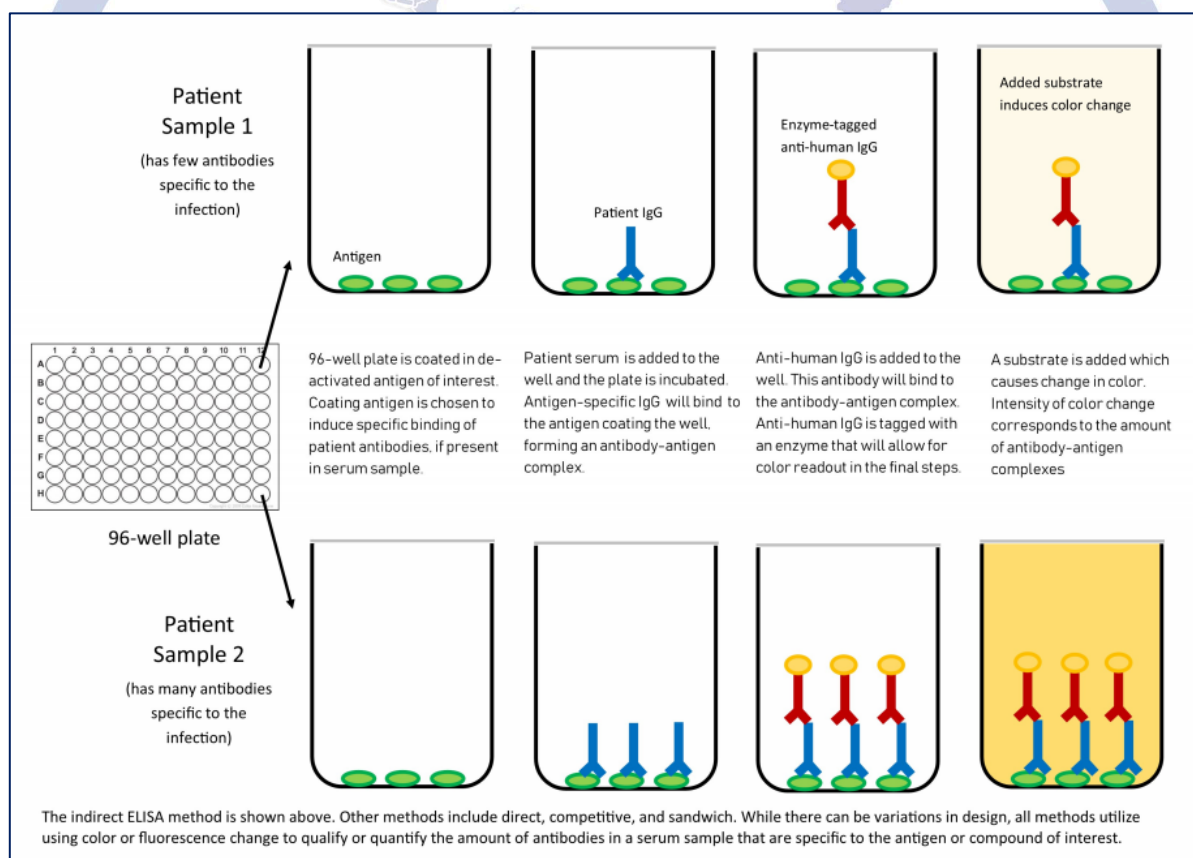 Patient
Sample 1
(has few antibodies
specific to the
infection)
Antigen
Patient IgG
Enzyme-tagged
anti-human IgG
Added substrate
induces color change
1 2 3 4 5 6 7 8 9 10 11 12
A
B
C
D
E
F
G
H
96-well plate
96-well plate is coated in de-
activated antigen of interest.
Coating antigen is chosen to
induce specific binding of
patient antibodies, if present
in serum sample.
Patient serum is added to the
well and the plate is incubated.
Antigen-specific IgG will bind to
the antigen coating the well,
forming an antibody-antigen
complex.
Anti-human IgG is added to the
well. This antibody will bind to
the antibody-antigen complex.
Anti-human IgG is tagged with
an enzyme that will allow for
color readout in the final steps.
A substrate is added which
causes change in color.
Intensity of color change
corresponds to the amount
of antibody-antigen
complexes
Patient
Sample 2
(has many antibodies
specific to the
infection)
The indirect ELISA method is shown above. Other methods include direct, competitive, and sandwich. While there can be variations in design, all methods utilize
using color or fluorescence change to qualify or quantify the amount of antibodies in a serum sample that are specific to the antigen or compound of interest.